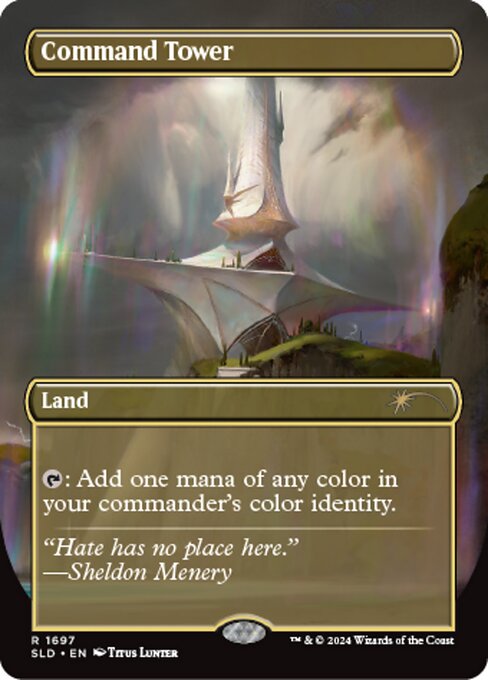 Command Tower
Land
: Add one mana of any color in
your commander's color identity.
“Hate has no place here.”
—Sheldon Menery
R 1697
SLD • EN Titus Lunter
™ & © 2024 Wizards of the Coast